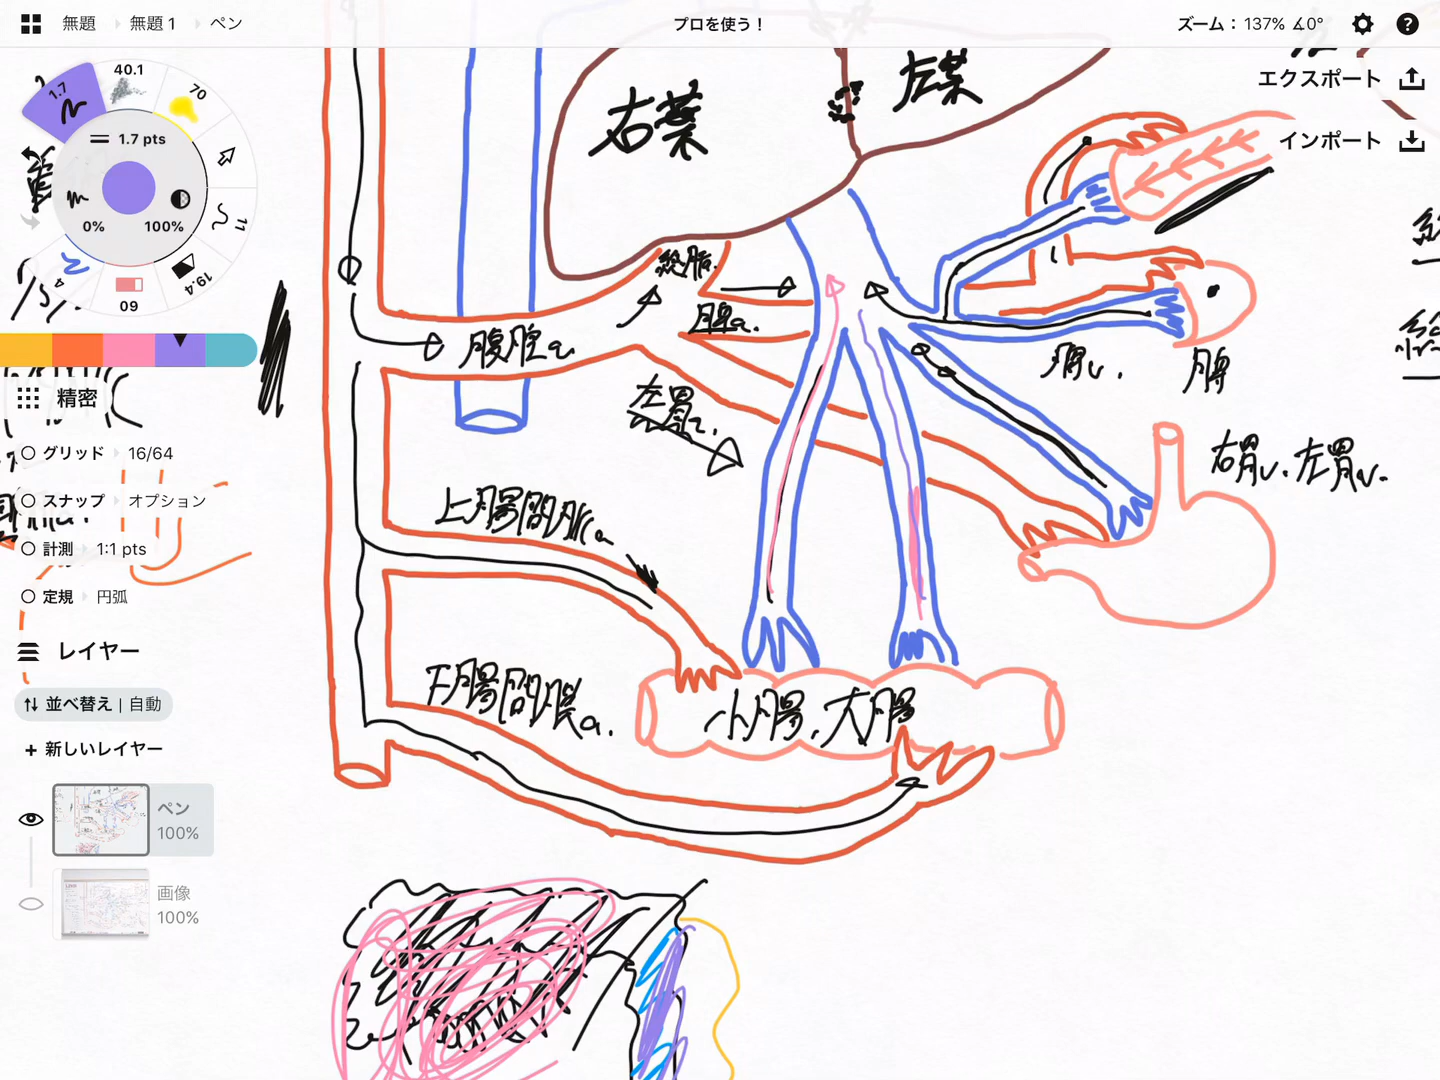 無題 無題 1 ペン
プロを使う！
ズーム： 137% ∡0°
エクスポート
インポート
1.7
40.1
70
11
19.4
60
4
1.7 pts
0% 100%
精密
グリッド 16/64
スナップ オプション
計測 1:1 pts
定規 円弧
レイヤー
並べ替え | 自動
+ 新しいレイヤー
ペン
100%
画像
100%
右葉
左葉
腹腔a.
左胃a.
上腸間膜a
下腸間膜a.
小腸,大腸
脾v.
右胃v.左胃v.